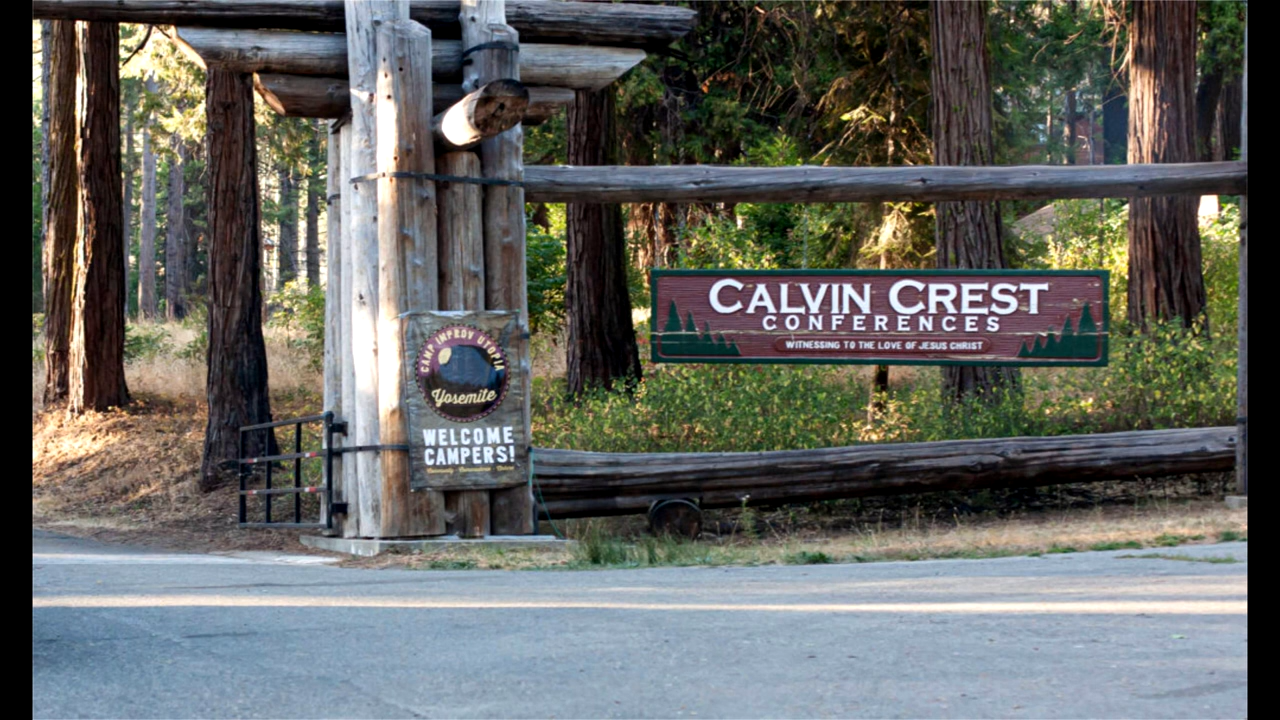 CAMP IMPROV UTOPIA
Yosemite
WELCOME
CAMPERS!
CALVIN CREST
CONFERENCES
WITNESSING TO THE LOVE OF JESUS CHRIST